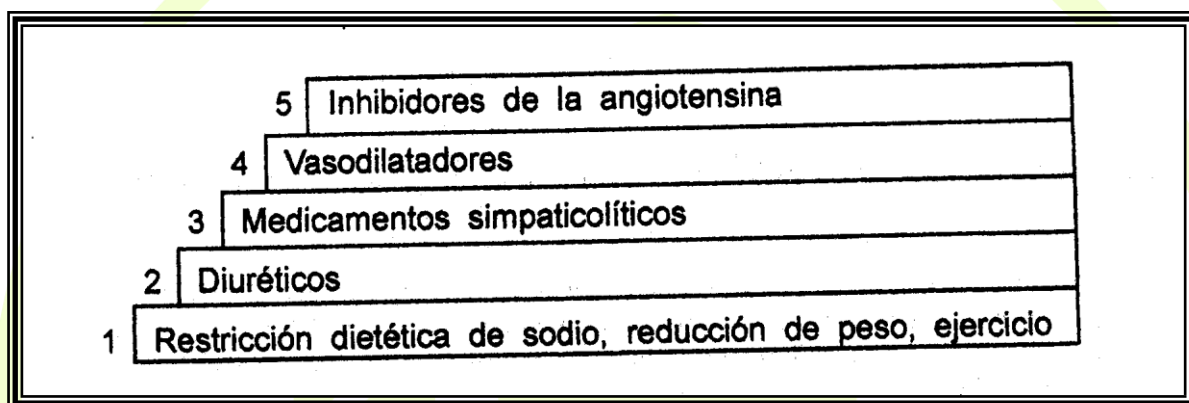 5 Inhibidores de la angiotensina
4 Vasodilatadores
3 Medicamentos simpaticolíticos
2 Diuréticos
1 Restricción dietética de sodio, reducción de peso, ejercicio